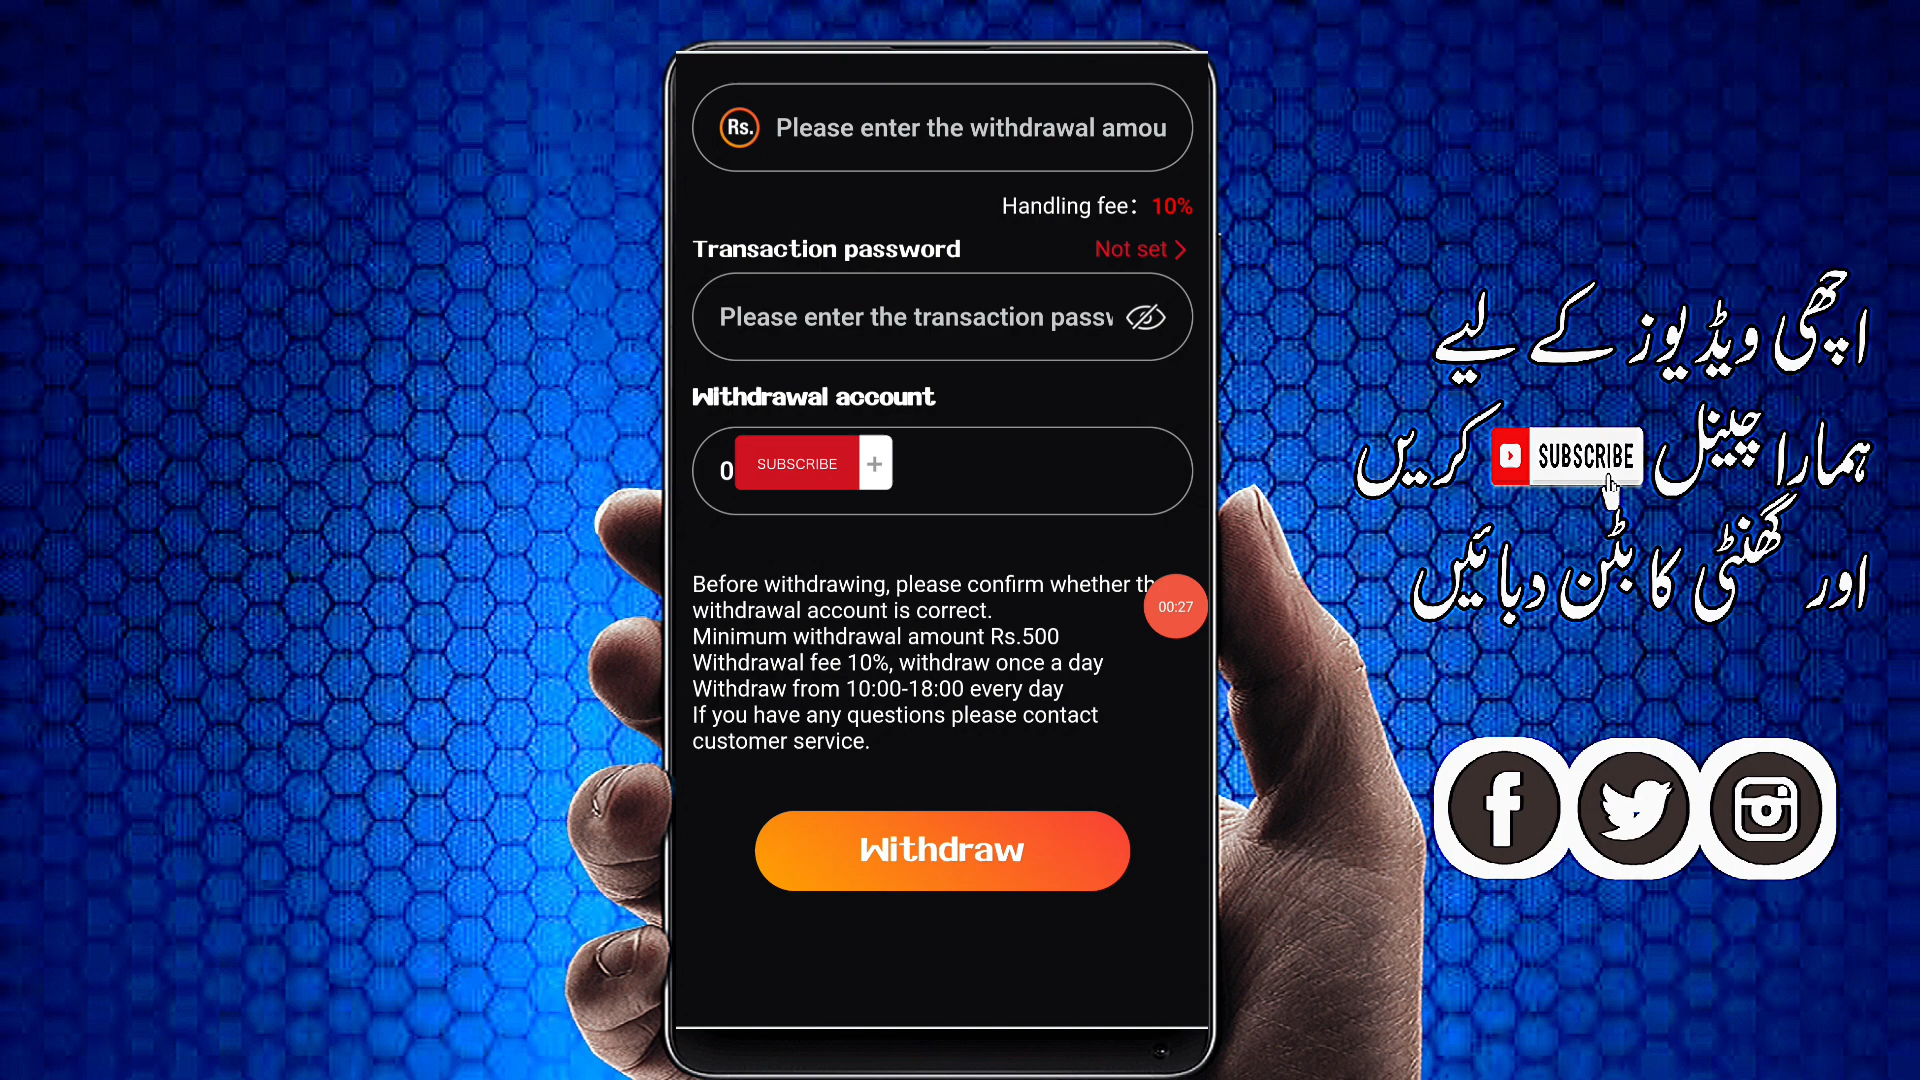 Rs. Please enter the withdrawal amou
Handling fee: 10%
Transaction password Not set
Please enter the transaction passw
Withdrawal account
0 SUBSCRIBE +
Before withdrawing, please confirm whether th
withdrawal account is correct.
00:27
Minimum withdrawal amount Rs.500
Withdrawal fee 10%, withdraw once a day
Withdraw from 10:00-18:00 every day
If you have any questions please contact
customer service.
Withdraw
اچھی ویڈیوز کے لیے
ہمارا چینل SUBSCRIBE کریں
اور گھنٹی کا بٹن دبائیں